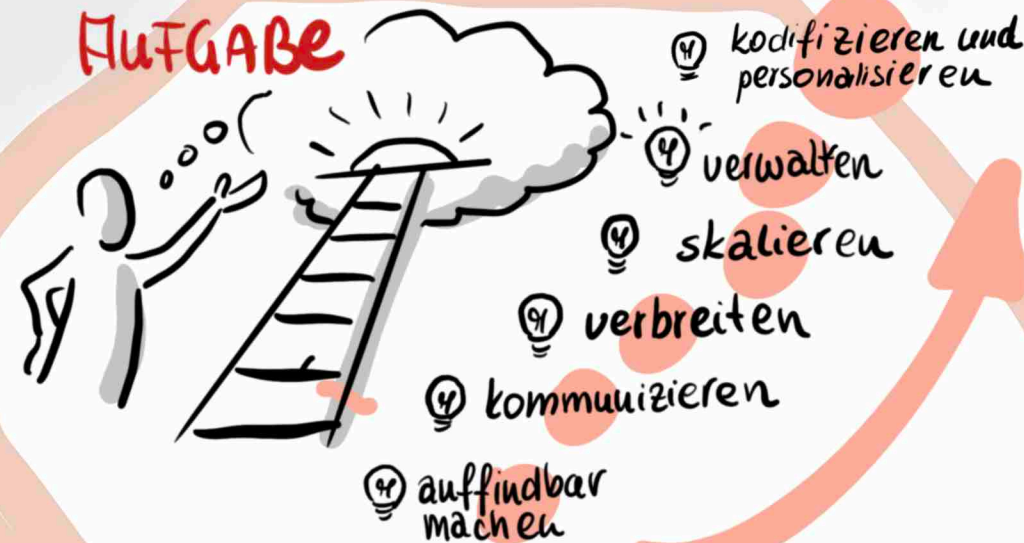 AUFGABE
kodifizieren und
personalisieren
verwalten
skalieren
verbreiten
kommunizieren
auffindbar
machen